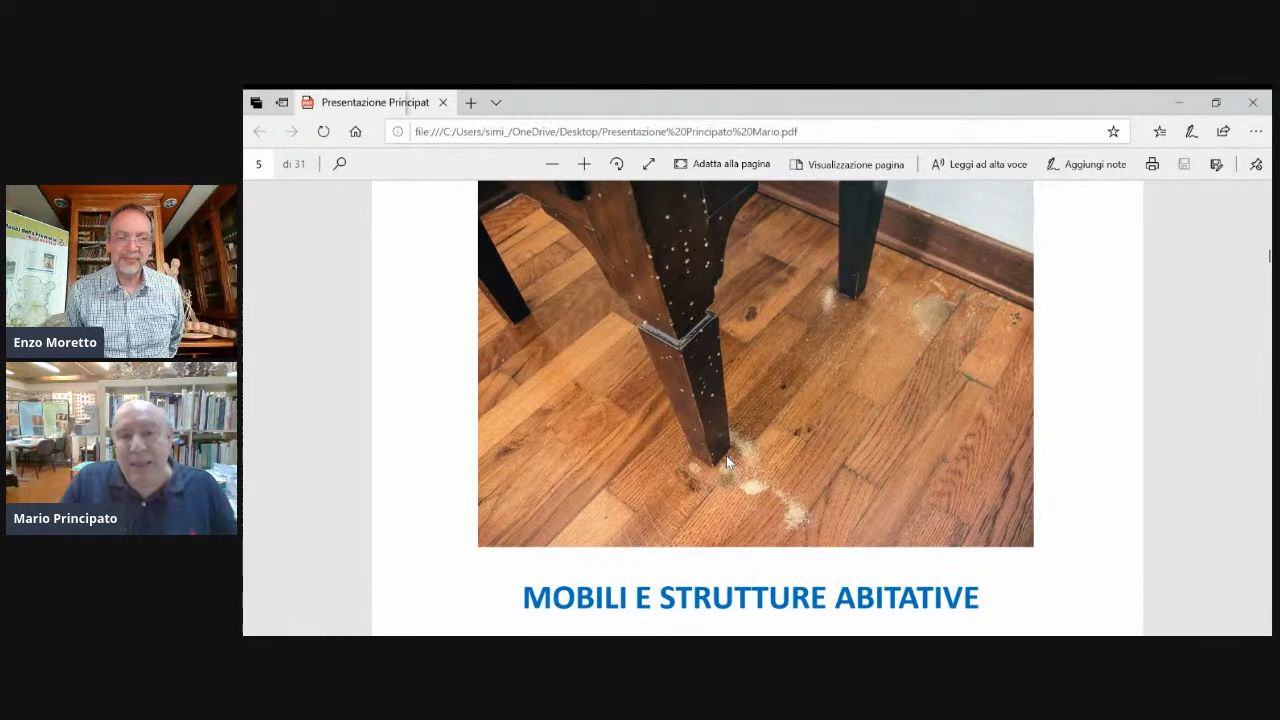 Presentazione Principat
file:///C:/Users/simi_/OneDrive/Desktop/Presentazione%20Principato%20Mario.pdf
5 di 31
Adatta alla pagina
Visualizzazione pagina
Leggi ad alta voce
Aggiungi note
Enzo Moretto
Mario Principato
MOBILI E STRUTTURE ABITATIVE